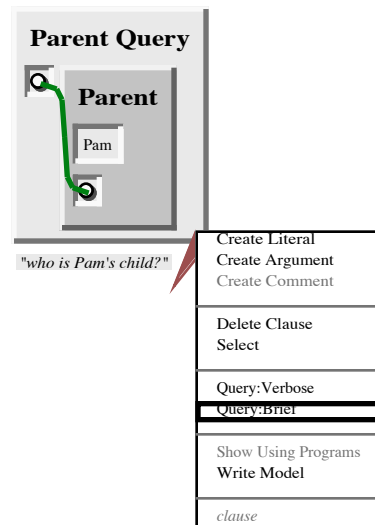 Parent Query
Parent
Pam
"who is Pam's child?"
Create Literal
Create Argument
Create Comment
Delete Clause
Select
Query:Verbose
Query:Brief
Show Using Programs
Write Model
clause